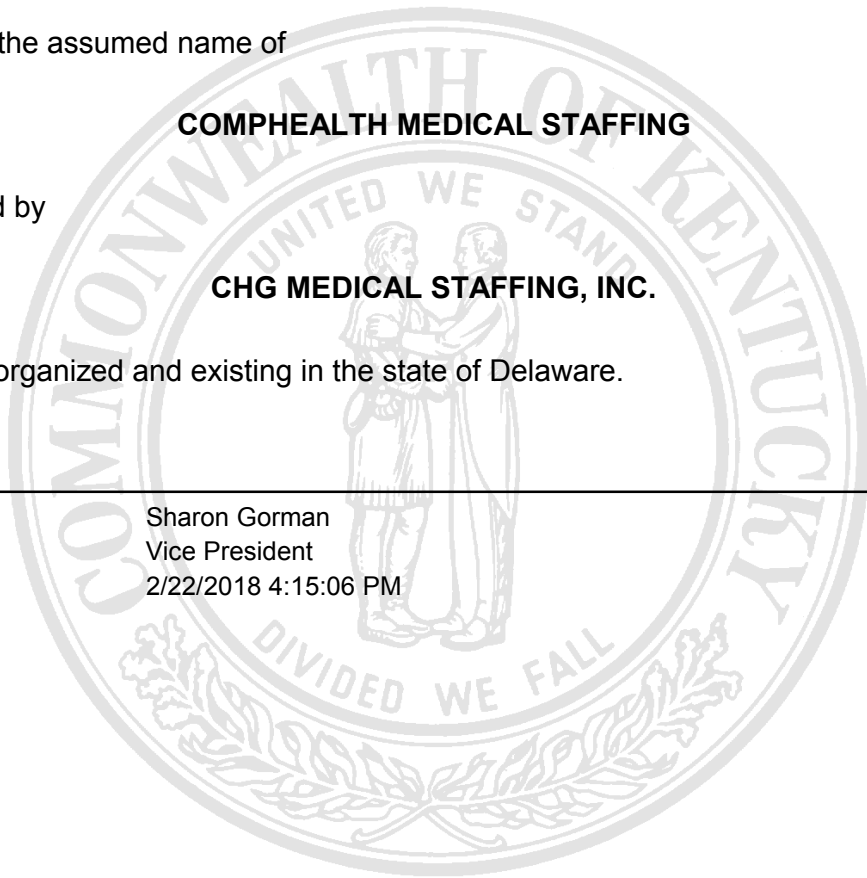 the assumed name of
COMPHEALTH MEDICAL STAFFING
d by
CHG MEDICAL STAFFING, INC.
organized and existing in the state of Delaware.
Sharon Gorman
Vice President
2/22/2018 4:15:06 PM
COMMONWEALTH OF KENTUCKY
UNITED WE STAND
DIVIDED WE FALL